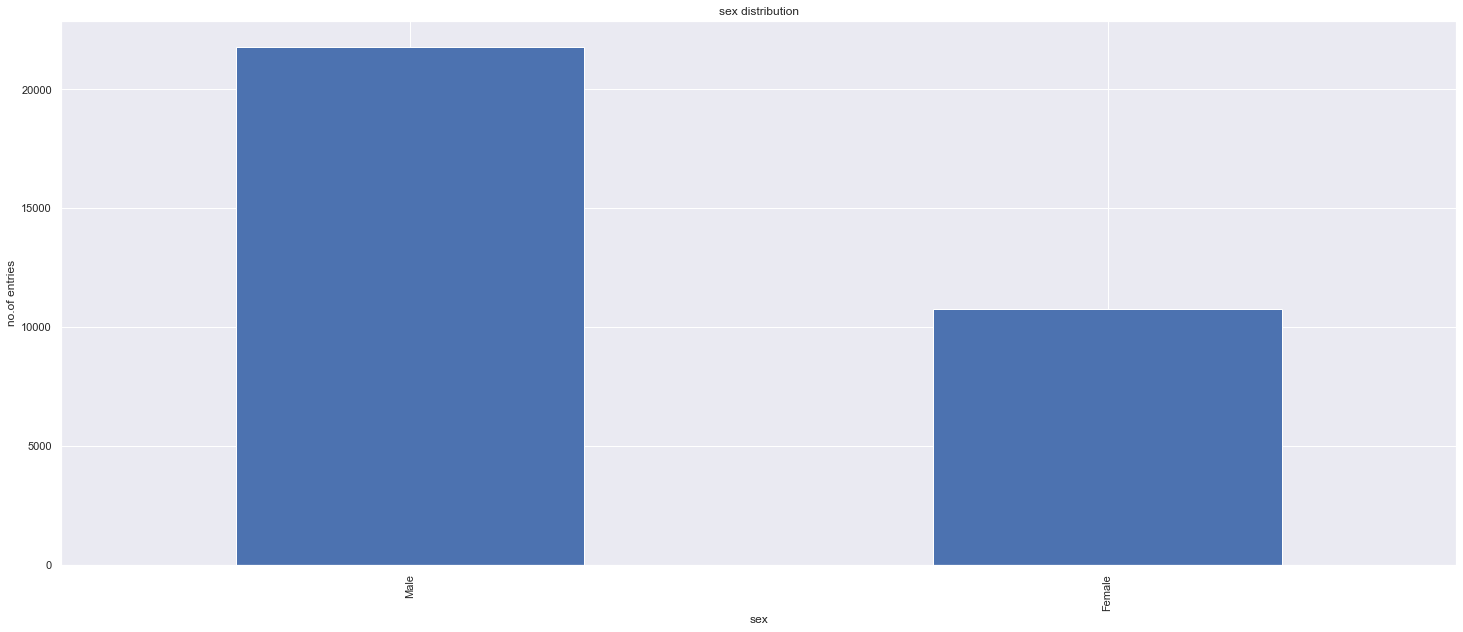 sex distribution
20000
15000
10000
5000
0
no.of entries
Male
Female
sex